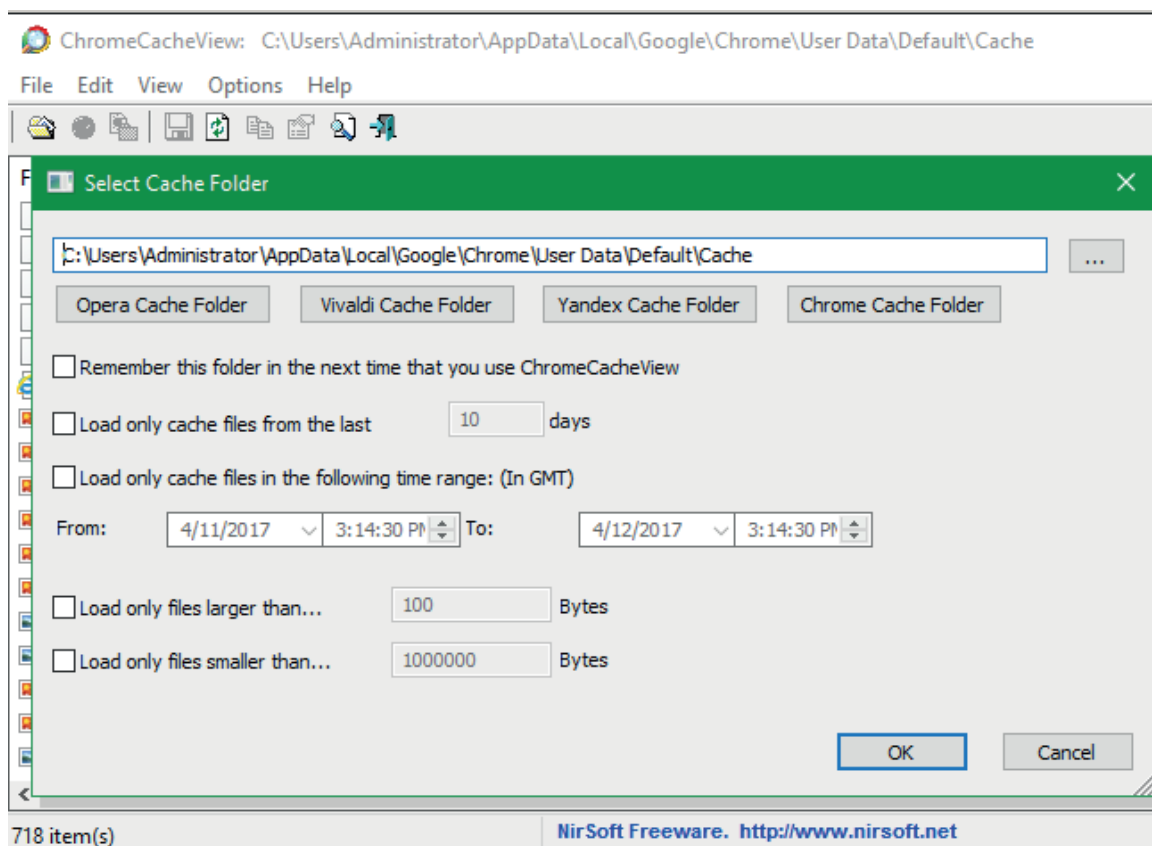 ChromeCacheView: C:\Users\Administrator\AppData\Local\Google\Chrome\User Data\Default\Cache
File Edit View Options Help
F
Select Cache Folder
C:\Users\Administrator\AppData\Local\Google\Chrome\User Data\Default\Cache ...
Opera Cache Folder Vivaldi Cache Folder Yandex Cache Folder Chrome Cache Folder
Remember this folder in the next time that you use ChromeCacheView
Load only cache files from the last 10 days
Load only cache files in the following time range: (In GMT)
From: 4/11/2017 3:14:30 PM To: 4/12/2017 3:14:30 PM
Load only files larger than... 100 Bytes
Load only files smaller than... 1000000 Bytes
OK Cancel
718 item(s) NirSoft Freeware. http://www.nirsoft.net